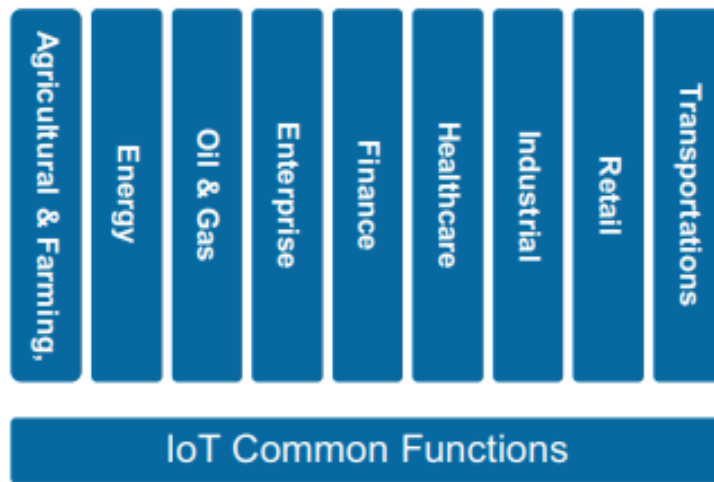 Agricultural & Farming,
Energy
Oil & Gas
Enterprise
Finance
Healthcare
Industrial
Retail
Transportations
IoT Common Functions